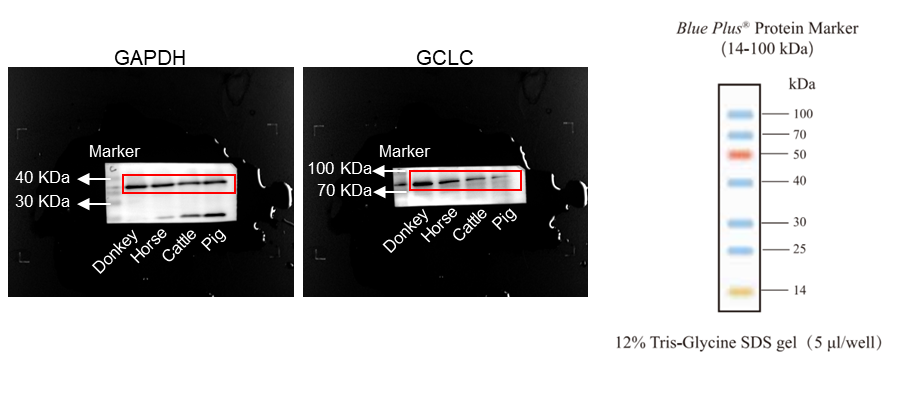 GAPDH
Marker
40 KDa
30 KDa
Donkey
Horse
Cattle
Pig
GCLC
Marker
100 KDa
70 KDa
Donkey
Horse
Cattle
Pig
Blue Plus® Protein Marker
(14-100 kDa)
kDa
100
70
50
40
30
25
14
12% Tris-Glycine SDS gel（5 μl/well）